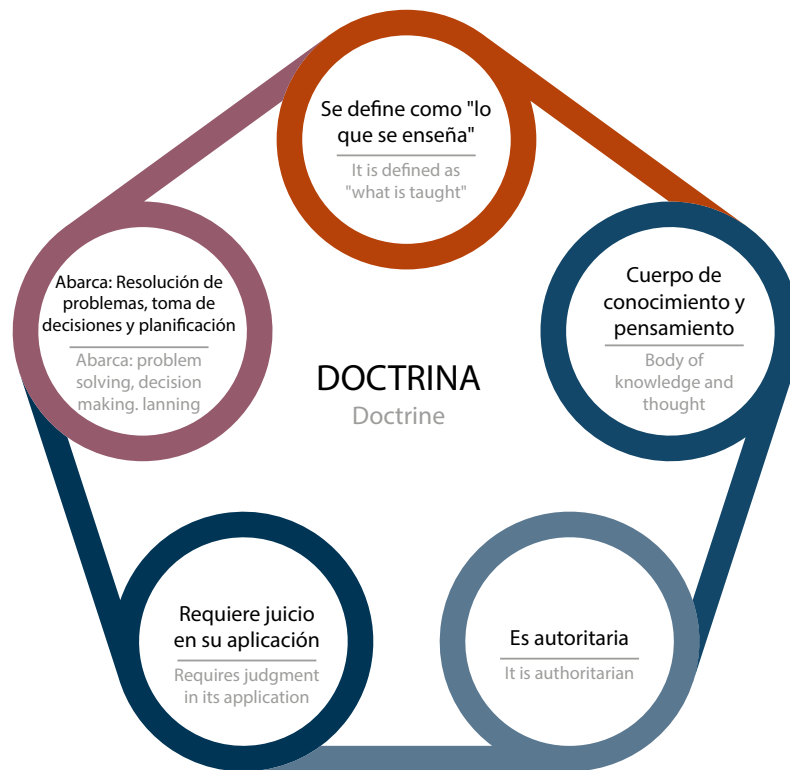 Se define como "lo
que se enseña"
It is defined as
"what is taught"
Cuerpo de
conocimiento y
pensamiento
Body of
knowledge and
thought
Abarca: Resolución de
problemas, toma de
decisiones y planificación
Abarca: problem
solving, decision
making. lanning
DOCTRINA
Doctrine
Requiere juicio
en su aplicación
Requires judgment
in its application
Es autoritaria
It is authoritarian